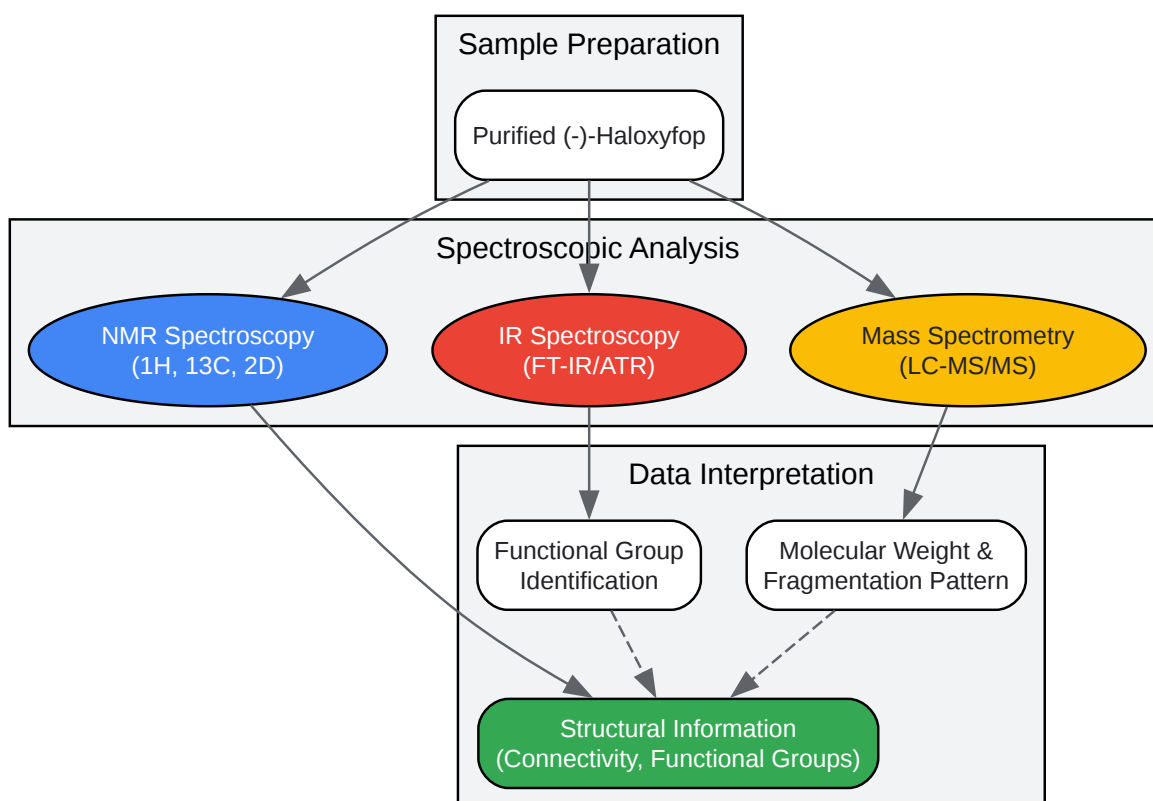 Sample Preparation
Purified (-)-Haloxyfop
Spectroscopic Analysis
NMR Spectroscopy
(1H, 13C, 2D)
IR Spectroscopy
(FT-IR/ATR)
Mass Spectrometry
(LC-MS/MS)
Data Interpretation
Functional Group
Identification
Molecular Weight &
Fragmentation Pattern
Structural Information
(Connectivity, Functional Groups)